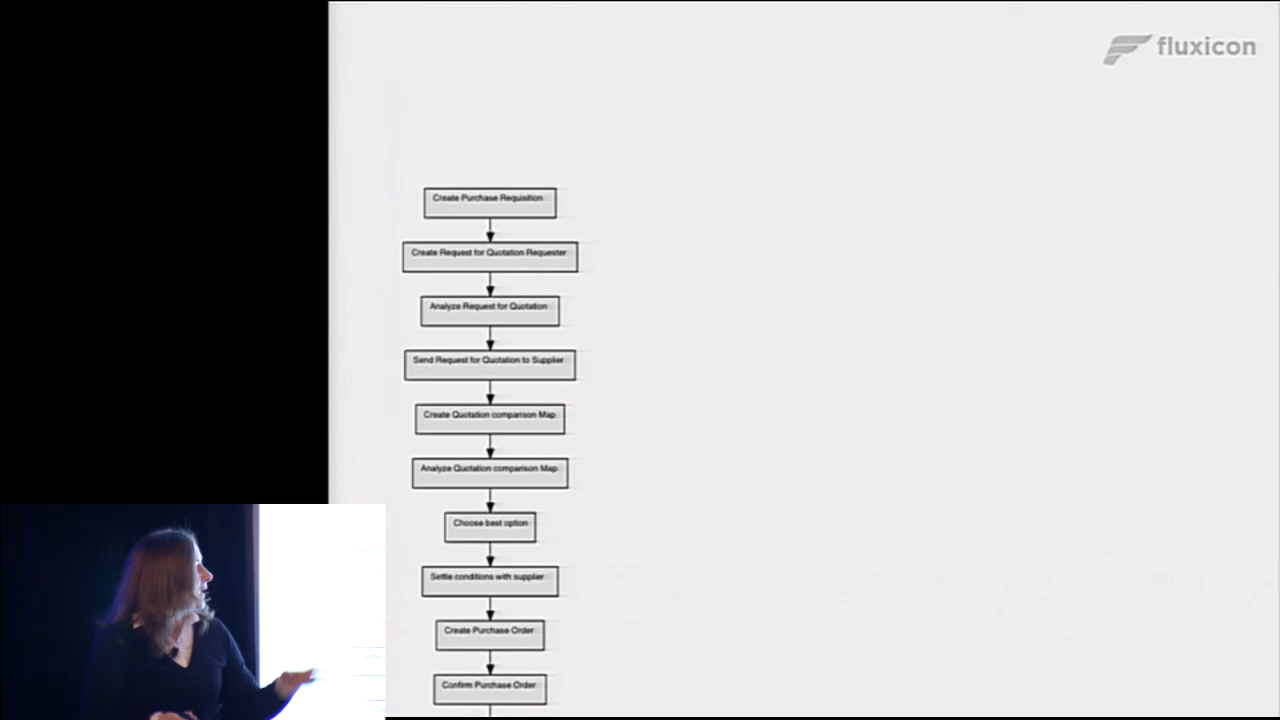 fluxicon
Create Purchase Requisition
Create Request for Quotation Requester
Analyze Request for Quotation
Send Request for Quotation to Supplier
Create Quotation comparison Map
Analyze Quotation comparison Map
Choose best option
Settle conditions with supplier
Create Purchase Order
Confirm Purchase Order